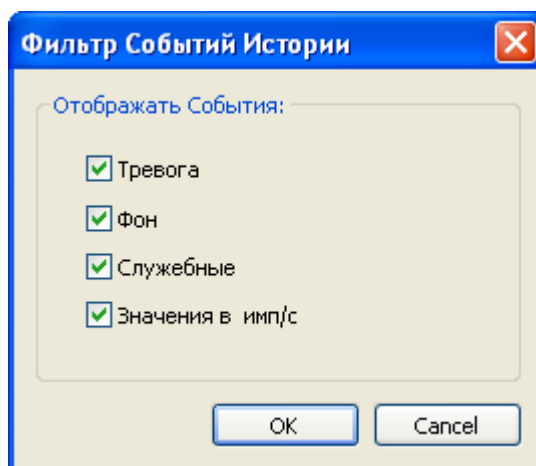 Фильтр Событий Истории
Отображать События:
Тревога
Фон
Служебные
Значения в имп/с
OK
Cancel